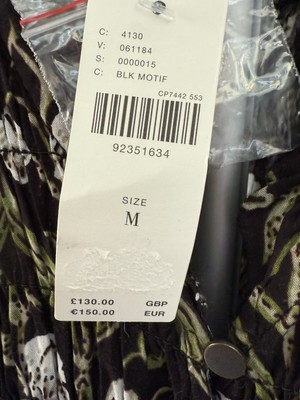 C: 4130
V: 061184
S: 0000015
C: BLK MOTIF
CP7442 553
92351634
SIZE
M
£130.00 GBP
€150.00 EUR